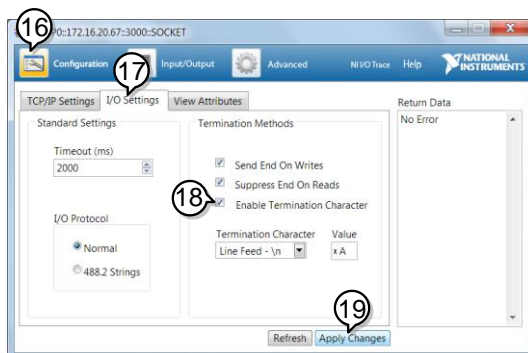 16
P0::172.16.20.67::3000::SOCKET
Configuration
17
Input/Output
Advanced
NI I/O Trace
Help
NATIONAL
INSTRUMENTS
TCP/IP Settings
I/O Settings
View Attributes
Return Data
Standard Settings
Termination Methods
No Error
Timeout (ms)
2000
Send End On Writes
Suppress End On Reads
18
Enable Termination Character
I/O Protocol
Termination Character
Value
Normal
Line Feed - \n
x A
488.2 Strings
19
Refresh
Apply Changes